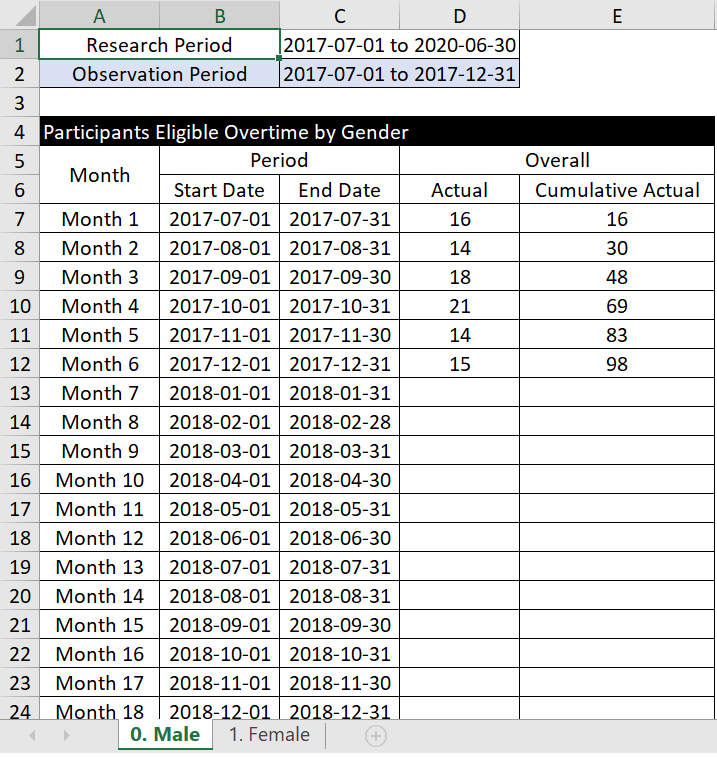 A B C D E
1 Research Period 2017-07-01 to 2020-06-30
2 Observation Period 2017-07-01 to 2017-12-31
3
4 Participants Eligible Overtime by Gender
5 Month Period Overall
6 Start Date End Date Actual Cumulative Actual
7 Month 1 2017-07-01 2017-07-31 16 16
8 Month 2 2017-08-01 2017-08-31 14 30
9 Month 3 2017-09-01 2017-09-30 18 48
10 Month 4 2017-10-01 2017-10-31 21 69
11 Month 5 2017-11-01 2017-11-30 14 83
12 Month 6 2017-12-01 2017-12-31 15 98
13 Month 7 2018-01-01 2018-01-31
14 Month 8 2018-02-01 2018-02-28
15 Month 9 2018-03-01 2018-03-31
16 Month 10 2018-04-01 2018-04-30
17 Month 11 2018-05-01 2018-05-31
18 Month 12 2018-06-01 2018-06-30
19 Month 13 2018-07-01 2018-07-31
20 Month 14 2018-08-01 2018-08-31
21 Month 15 2018-09-01 2018-09-30
22 Month 16 2018-10-01 2018-10-31
23 Month 17 2018-11-01 2018-11-30
24 Month 18 2018-12-01 2018-12-31
0. Male 1. Female